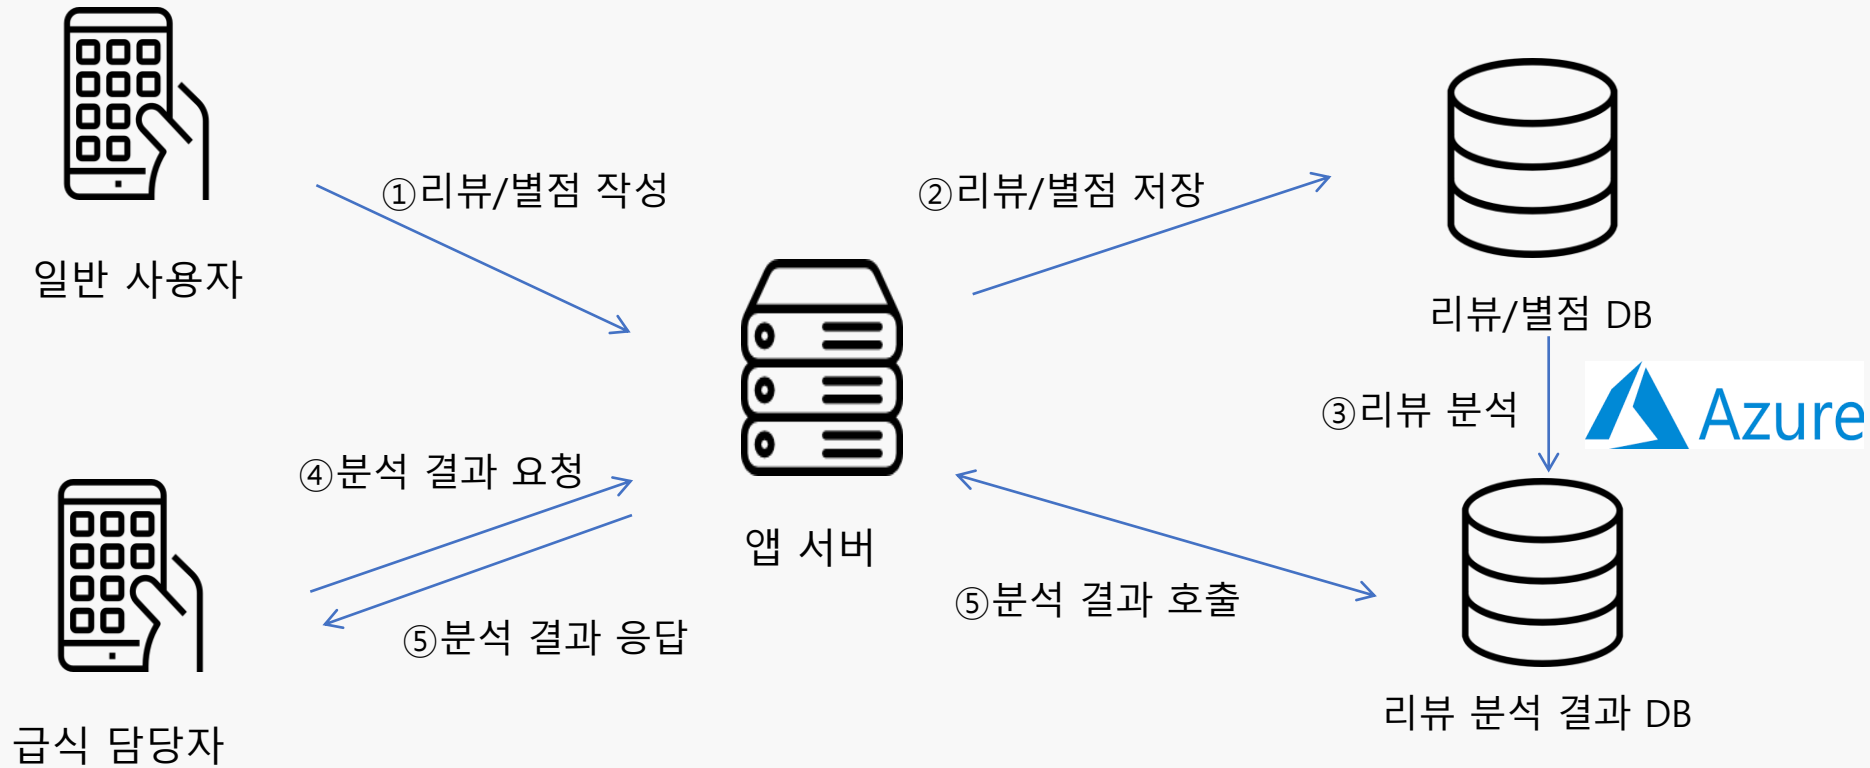 ①리뷰/별점 작성
②리뷰/별점 저장
일반 사용자
리뷰/별점 DB
③리뷰 분석
Azure
④분석 결과 요청
앱 서버
⑤분석 결과 호출
⑤분석 결과 응답
리뷰 분석 결과 DB
급식 담당자